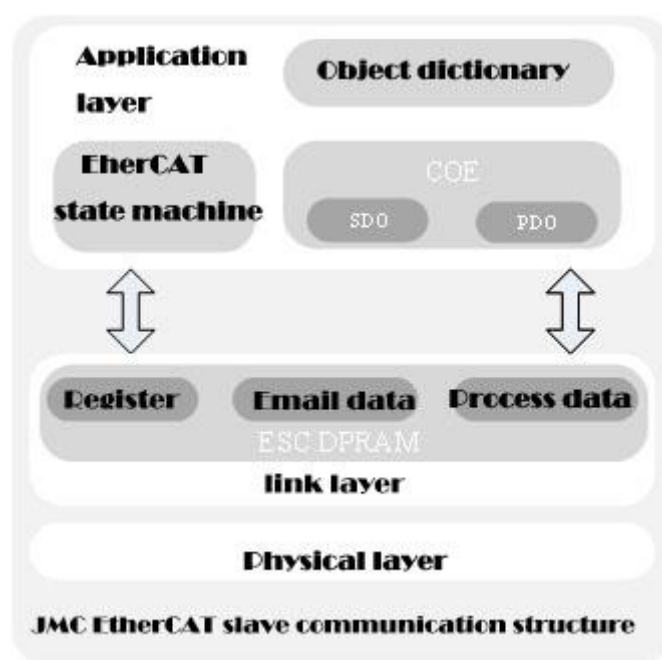 Application
layer
Object dictionary
EherCAT
state machine
COE
SDO
PDO
Register
Email data
Process data
ESC DPRAM
link layer
Physical layer
JMC EtherCAT slave communication structure